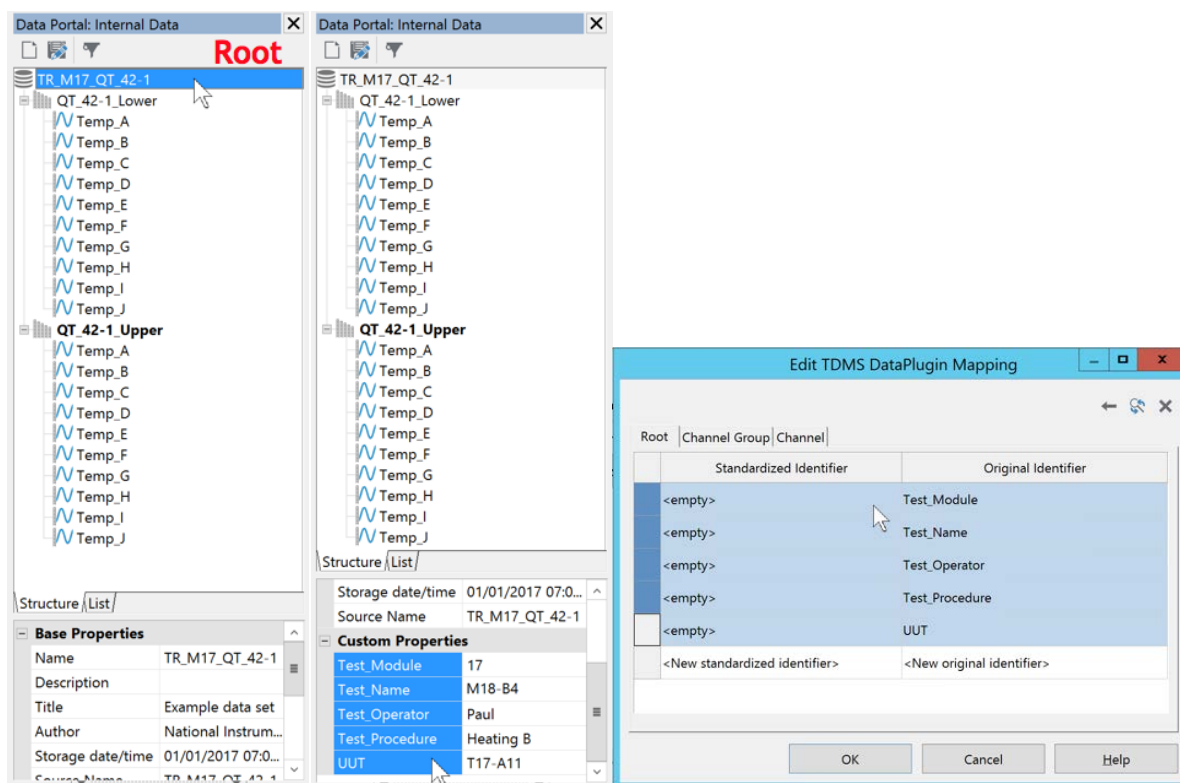 Data Portal: Internal Data
Root
TR_M17_QT_42-1
QT_42-1_Lower
Temp_A
Temp_B
Temp_C
Temp_D
Temp_E
Temp_F
Temp_G
Temp_H
Temp_I
Temp_J
QT_42-1_Upper
Temp_A
Temp_B
Temp_C
Temp_D
Temp_E
Temp_F
Temp_G
Temp_H
Temp_I
Temp_J
Structure List
Base Properties
Name TR_M17_QT_42-1
Description
Title Example data set
Author National Instrum...
Storage date/time 01/01/2017 07:0...
Source Name TR_M17_QT_42-1
Data Portal: Internal Data
TR_M17_QT_42-1
QT_42-1_Lower
Temp_A
Temp_B
Temp_C
Temp_D
Temp_E
Temp_F
Temp_G
Temp_H
Temp_I
Temp_J
QT_42-1_Upper
Temp_A
Temp_B
Temp_C
Temp_D
Temp_E
Temp_F
Temp_G
Temp_H
Temp_I
Temp_J
Structure List
Storage date/time 01/01/2017 07:0...
Source Name TR_M17_QT_42-1
Custom Properties
Test_Module 17
Test_Name M18-B4
Test_Operator Paul
Test_Procedure Heating B
UUT T17-A11
Edit TDMS DataPlugin Mapping
Root Channel Group Channel
Standardized Identifier Original Identifier
<empty> Test_Module
<empty> Test_Name
<empty> Test_Operator
<empty> Test_Procedure
<empty> UUT
<New standardized identifier> <New original identifier>
OK Cancel Help